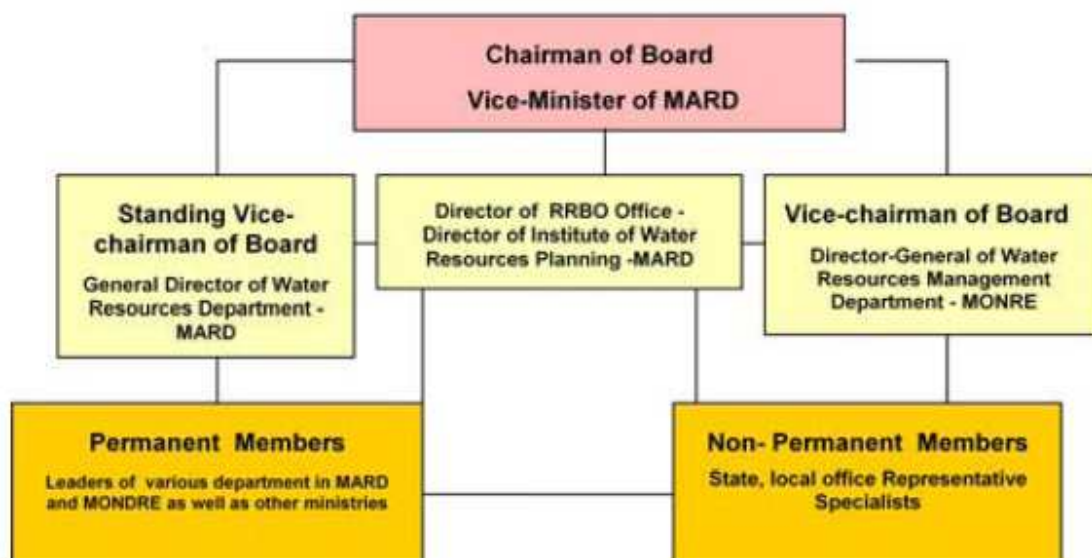 Chairman of Board
Vice-Minister of MARD
Standing Vice-
chairman of Board
General Director of Water
Resources Department -
MARD
Director of RRBO Office -
Director of Institute of Water
Resources Planning -MARD
Vice-chairman of Board
Director-General of Water
Resources Management
Department - MONRE
Permanent Members
Leaders of various department in MARD
and MONDRE as well as other ministries
Non- Permanent Members
State, local office Representative
Specialists